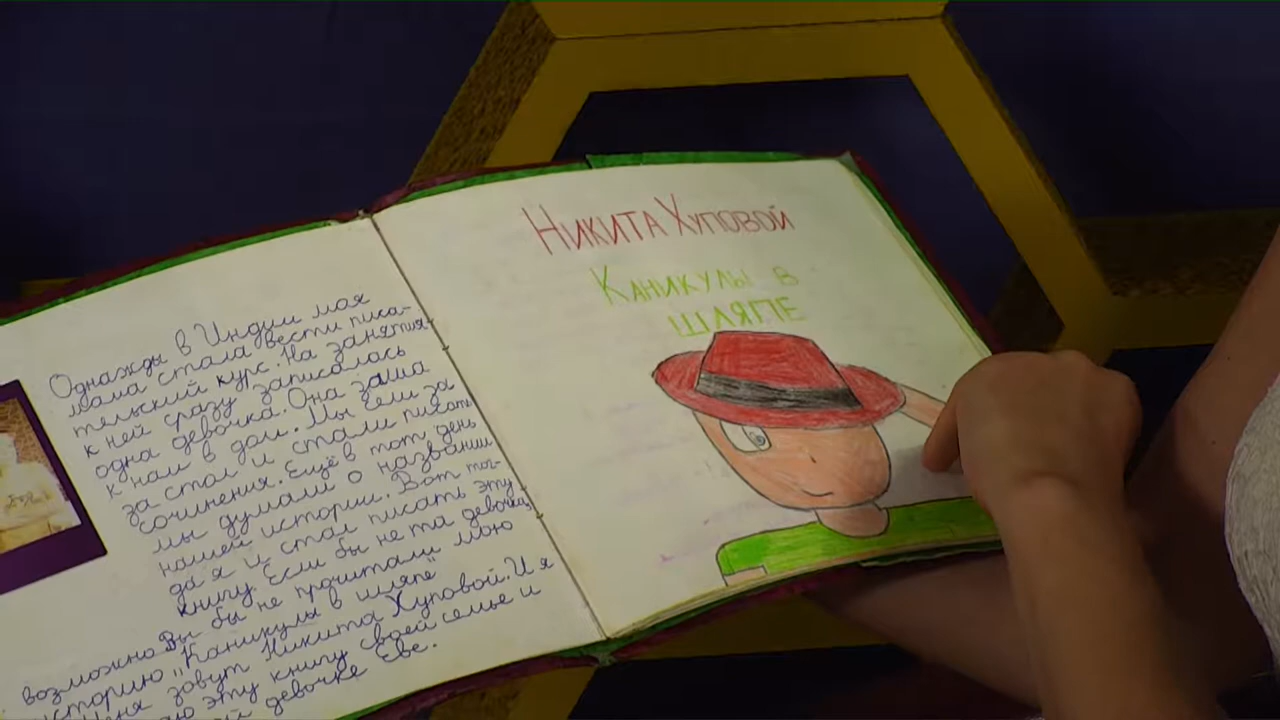 Однажды в Индии моя
мама стала вести писа-
тельский курс. На занятия
к ней сразу записалась
одна девочка. Она зашла
к нам в дом. Мы сели за
за стол и стали писать
сочинения. Ещё в тот день
мы думали о названии
нашей истории. Вот тог-
да я и стал писать эту
книгу. Если бы не та девочка,
Вы бы не прочитали мою
возможно
историю „Каникулы в шляпе"
Меня зовут Никита Хуповой. И я
эту книгу своей семье и
девочке Еве.
НИКИТА ХУПОВОЙ
КАНИКУЛЫ В
ШЛЯПЕ